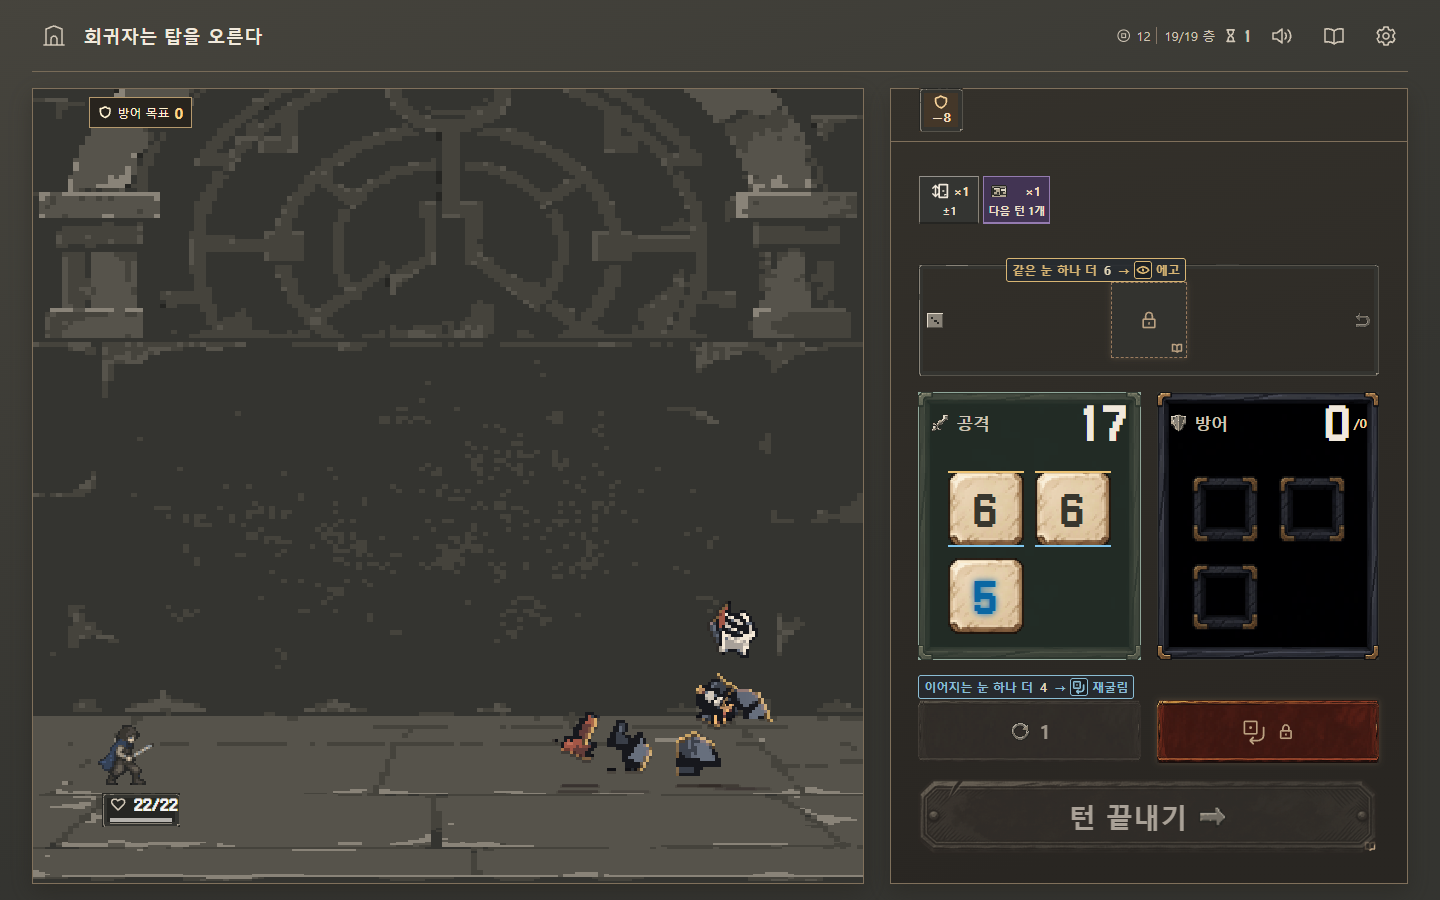 회귀자는 탑을 오른다
12 19/19 층 1
방어 목표 0
−8
×1
±1
×1
다음 턴 1개
같은 눈 하나 더 6 → 에고
공격 17
방어 0/0
6 6
5
이어지는 눈 하나 더 4 → 재굴림
1
턴 끝내기
22/22